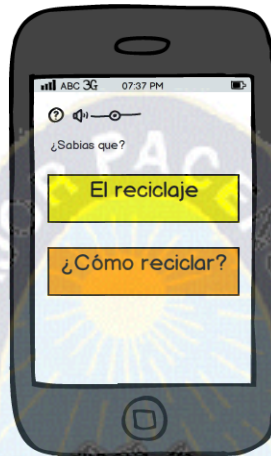 ABC 3G 07:37 PM
?
¿Sabias que?
El reciclaje
¿Cómo reciclar?